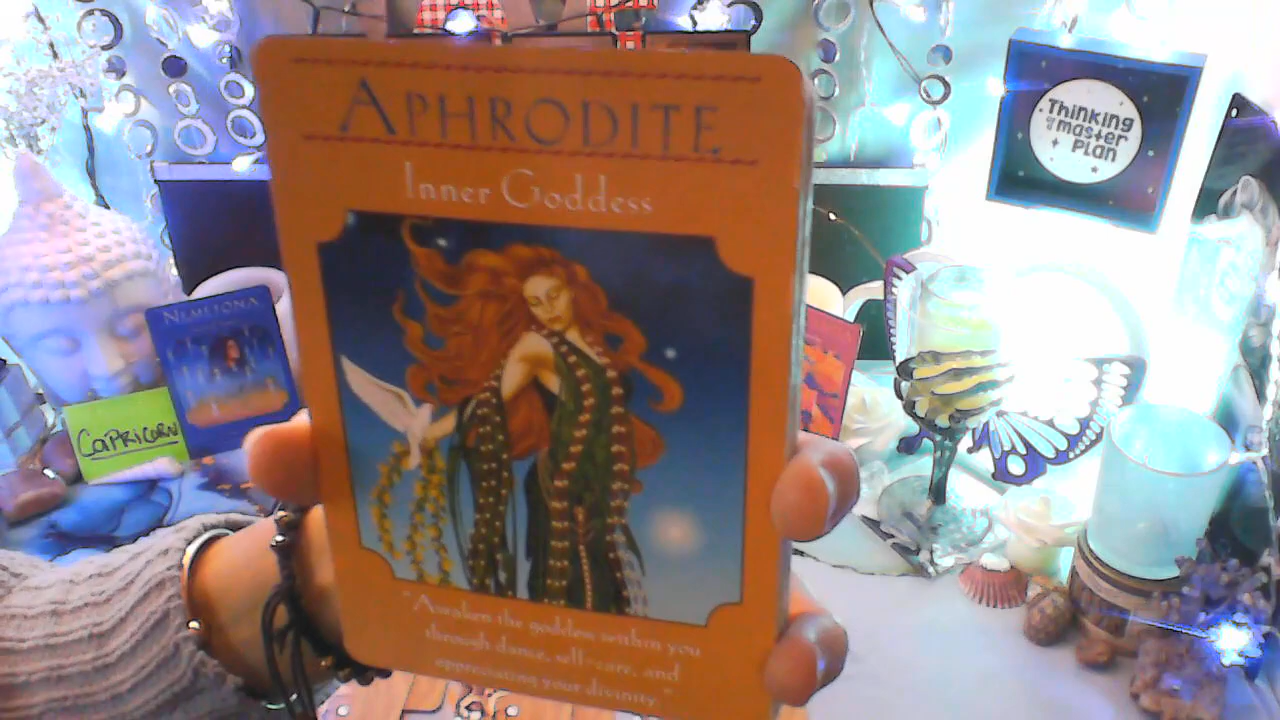 APHRODITE
Inner Goddess
"Awaken the goddess within you
through dance, self-care, and
appreciating your divinity."
Thinking
of a
master
plan
NEMETONA
CAPRICORN